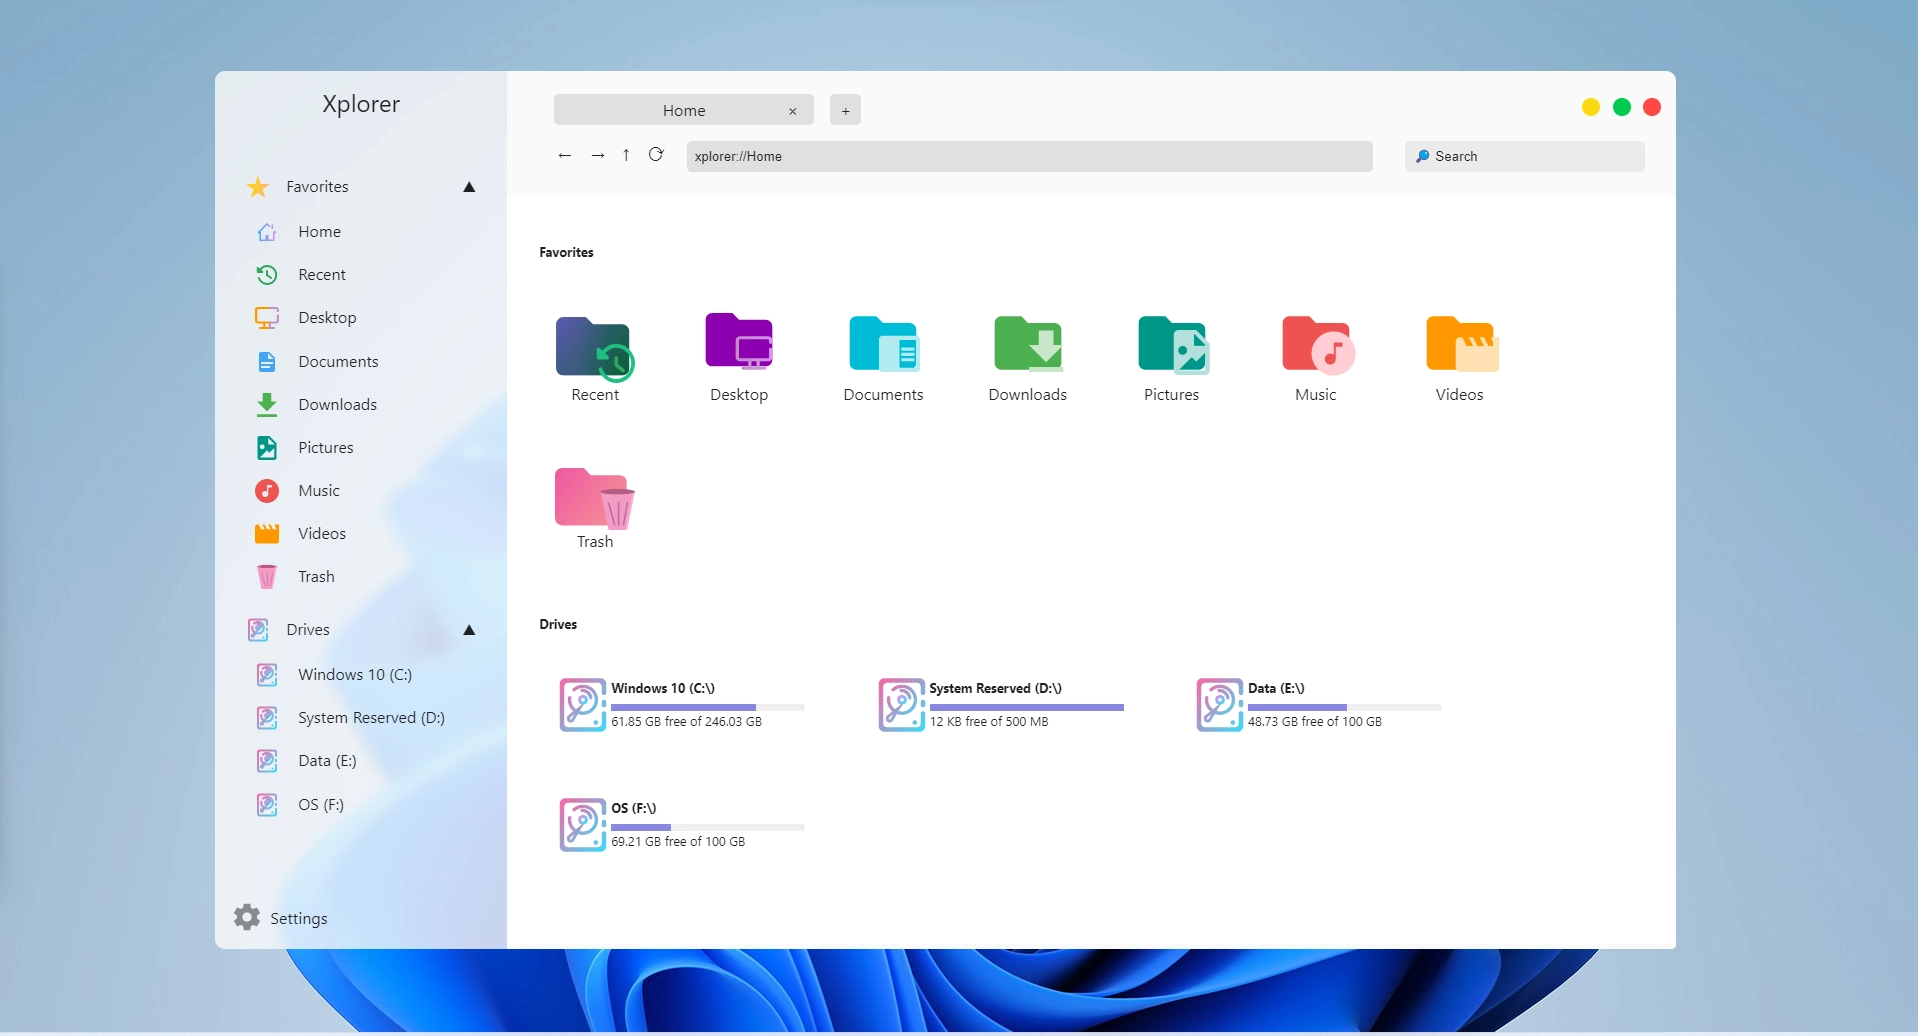 Xplorer
Favorites
Home
Recent
Desktop
Documents
Downloads
Pictures
Music
Videos
Trash
Drives
Windows 10 (C:)
System Reserved (D:)
Data (E:)
OS (F:)
Settings
Home × +
← → ↑ xplorer://Home Search
Favorites
Recent Desktop Documents Downloads Pictures Music Videos
Trash
Drives
Windows 10 (C:\)
61.85 GB free of 246.03 GB
System Reserved (D:\)
12 KB free of 500 MB
Data (E:\)
48.73 GB free of 100 GB
OS (F:\)
69.21 GB free of 100 GB